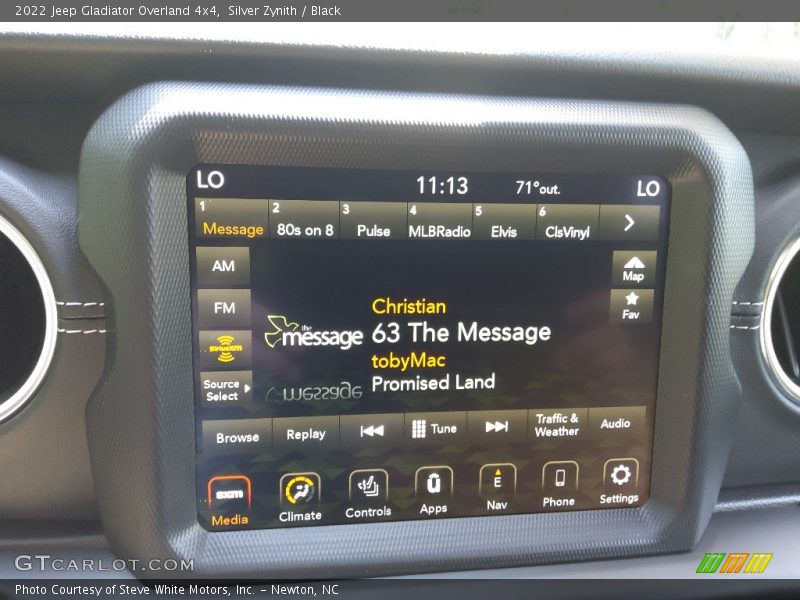 2022 Jeep Gladiator Overland 4x4, Silver Zynith / Black
LO 11:13 71°out. LO
1 Message 2 80s on 8 3 Pulse 4 MLBRadio 5 Elvis 6 ClsVinyl
AM
Map
FM
Fav
Christian
the message 63 The Message
SiriusXM
tobyMac
Source Select
Promised Land
Browse Replay Tune Traffic & Weather Audio
sxm Media Climate Controls Apps E Nav Phone Settings
GTCARLOT.COM
Photo Courtesy of Steve White Motors, Inc. - Newton, NC